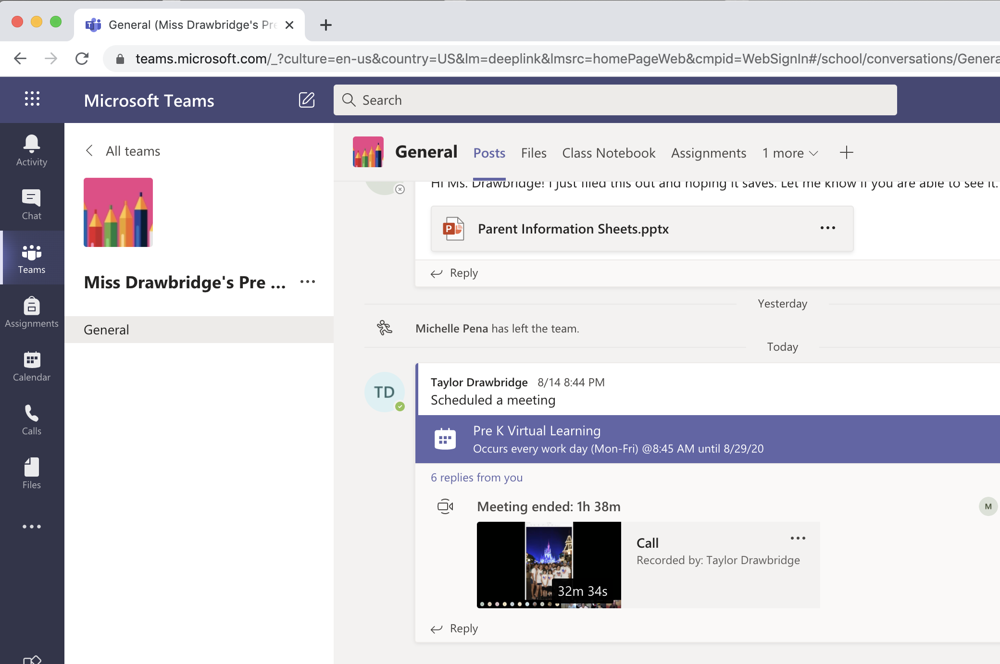 General (Miss Drawbridge's Pre
teams.microsoft.com/_?culture=en-us&country=US&lm=deeplink&lmsrc=homePageWeb&cmpid=WebSignIn#/school/conversations/Genera
Microsoft Teams
Search
Activity
Chat
Teams
Assignments
Calendar
Calls
Files
All teams
Miss Drawbridge's Pre ...
General
General
Posts
Files
Class Notebook
Assignments
1 more
Hi Ms. Drawbridge! I just filed this out and hoping it saves. Let me know if you are able to see it.
P
Parent Information Sheets.pptx
Reply
Yesterday
Michelle Pena has left the team.
Today
TD
Taylor Drawbridge 8/14 8:44 PM
Scheduled a meeting
Pre K Virtual Learning
Occurs every work day (Mon-Fri) @8:45 AM until 8/29/20
6 replies from you
Meeting ended: 1h 38m
M
Call
Recorded by: Taylor Drawbridge
32m 34s
Reply